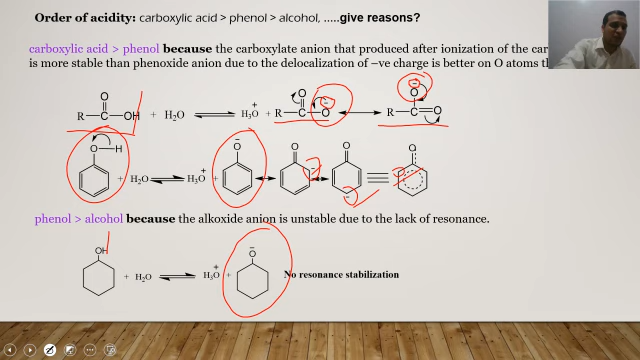 Order of acidity: carboxylic acid > phenol > alcohol, .....give reasons?
carboxylic acid > phenol because the carboxylate anion that produced after ionization of the car
is more stable than phenoxide anion due to the delocalization of –ve charge is better on O atoms
R—C—OH + H₂O ⇌ H₃O⁺ + R—C—O⁻ ↔ R—C=O
O O O⁻
O—H O⁻ O O O
+ H₂O ⇌ H₃O⁺ + ↔ ↔ ≡
phenol > alcohol because the alkoxide anion is unstable due to the lack of resonance.
OH O⁻
+ H₂O ⇌ H₃O⁺ + No resonance stabilization